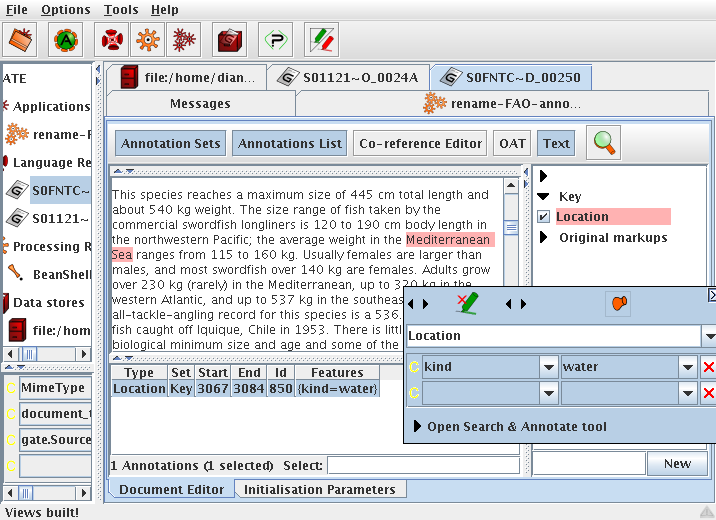 File Options Tools Help
file:/home/dian... S01121~O_0024A S0FNTC~D_00250
Messages rename-FAO-anno...
ATE
Applications
rename-F
Language Re
S0FNTC~
S01121~
Processing R
BeanShell
Data stores
file:/hom
MimeType
document_t
gate.Source
Annotation Sets Annotations List Co-reference Editor OAT Text
This species reaches a maximum size of 445 cm total length and
about 540 kg weight. The size range of fish taken by the
commercial swordfish longliners is 120 to 190 cm body length in
the northwestern Pacific; the average weight in the Mediterranean
Sea ranges from 115 to 160 kg. Usually females are larger than
males, and most swordfish over 140 kg are females. Adults grow
over 230 kg (rarely) in the Mediterranean, up to 320 kg in the
western Atlantic, and up to 537 kg in the southeas
all-tackle-angling record for this species is a 536.
fish caught off Iquique, Chile in 1953. There is littl
biological minimum size and age and some of the
Key
Location
Original markups
Type Set Start End Id Features
Location Key 3067 3084 850 {kind=water}
Location
C kind water
C
Open Search & Annotate tool
1 Annotations (1 selected) Select:
New
Document Editor Initialisation Parameters
Views built!